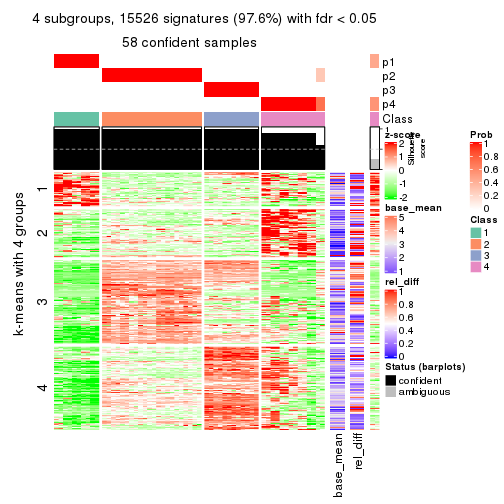 4 subgroups, 15526 signatures (97.6%) with fdr < 0.05
58 confident samples
p1
p2
p3
p4
Class
1
Silhouette
score
z-score
2
1
0
-1
-2
Prob
1
0.8
0.6
0.4
0.2
0
base_mean
5
4
3
2
1
Class
1
2
3
4
rel_diff
1
0.8
0.6
0.4
0.2
0
Status (barplots)
confident
ambiguous
k-means with 4 groups
1
2
3
4
base_mean
rel_diff